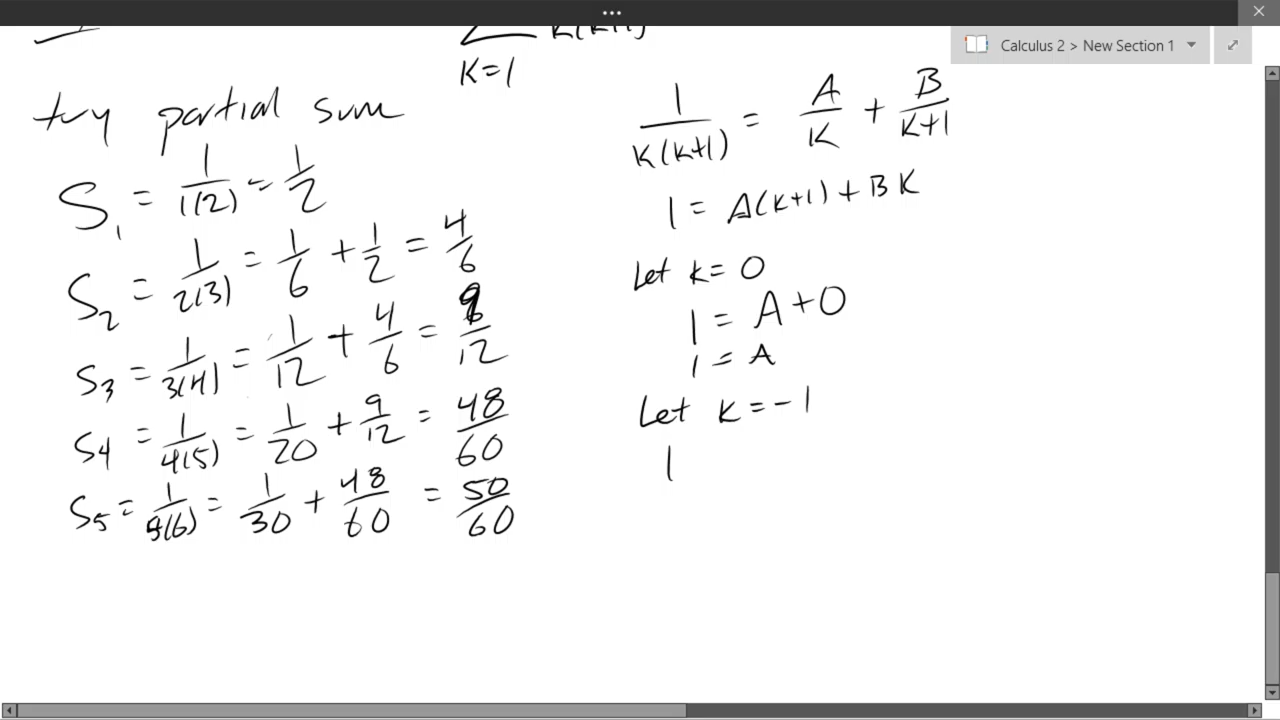 Calculus 2 > New Section 1
K=1
try partial sum
S₁ = 1/1(2) = 1/2
S₂ = 1/2(3) = 1/6 + 1/2 = 4/6
S₃ = 1/3(4) = 1/12 + 4/6 = 9/12
S₄ = 1/4(5) = 1/20 + 9/12 = 48/60
S₅ = 1/5(6) = 1/30 + 48/60 = 50/60
1/K(K+1) = A/K + B/K+1
1 = A(K+1) + BK
Let K = 0
1 = A + 0
1 = A
Let K = -1
1